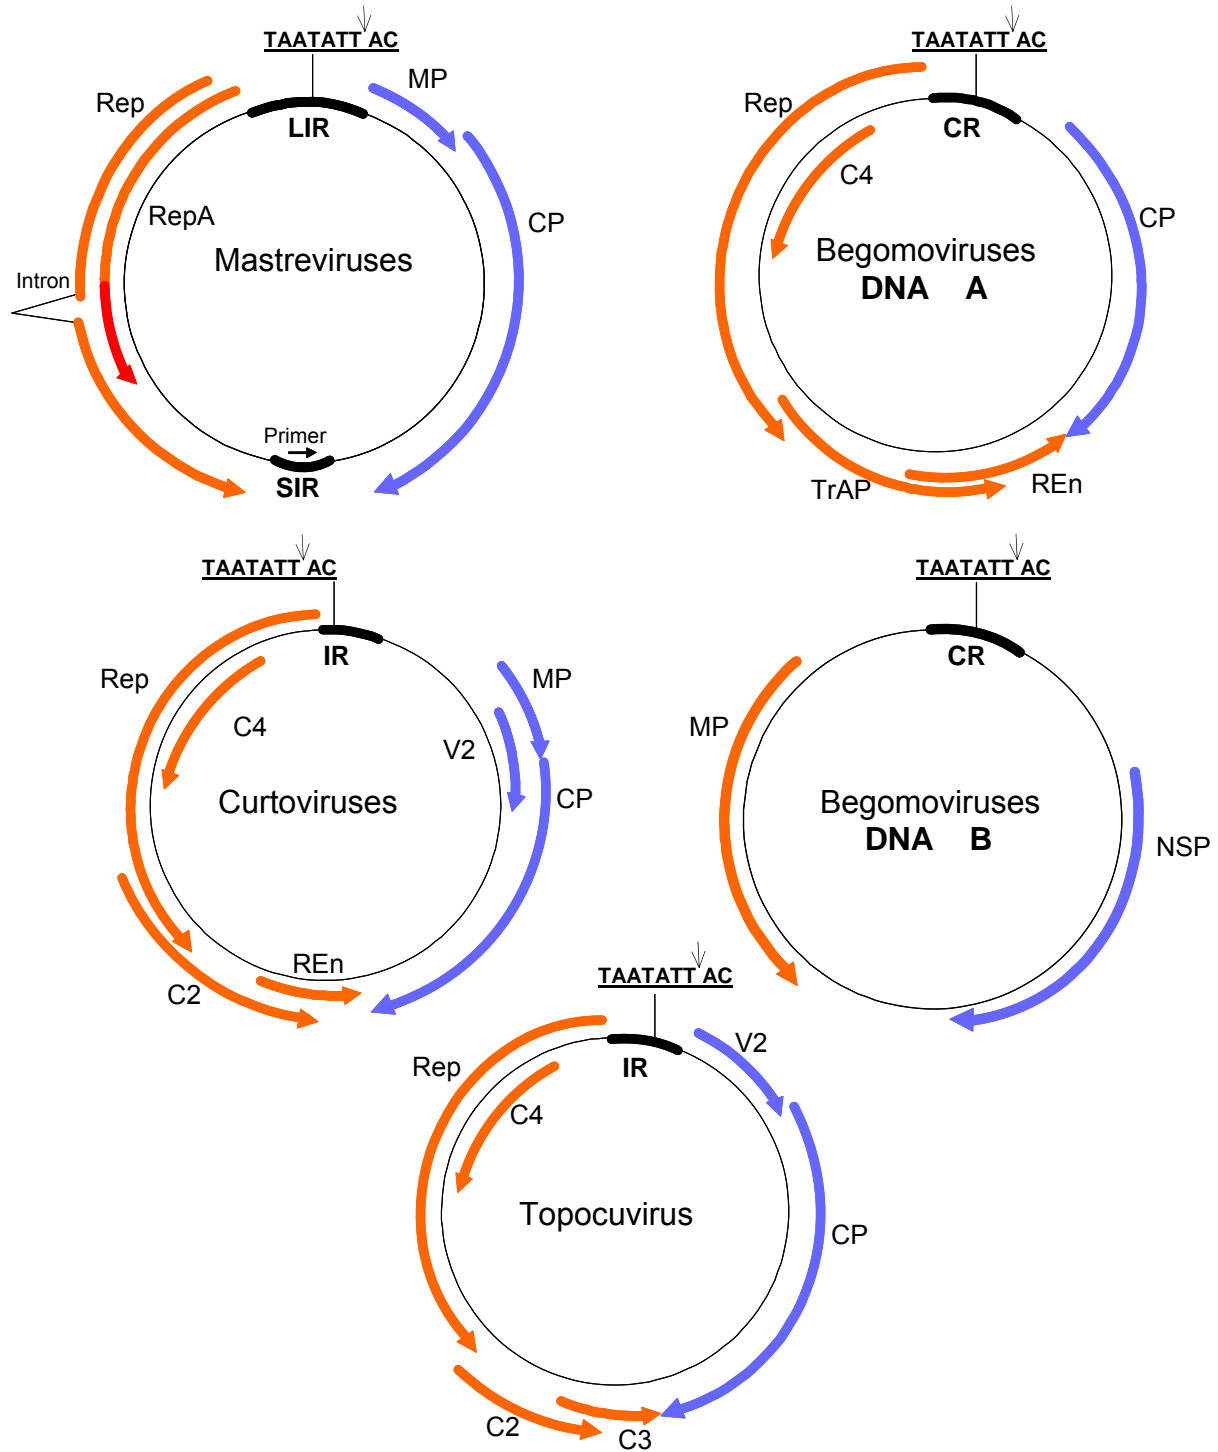 TAATATT AC
Rep
MP
LIR
RepA
CP
Mastreviruses
Intron
Primer
SIR
TAATATT AC
Rep
CR
C4
CP
Begomoviruses
DNA A
TrAP
REn
TAATATT AC
IR
Rep
MP
C4
V2
CP
Curtoviruses
REn
C2
TAATATT AC
CR
MP
Begomoviruses
DNA B
NSP
TAATATT AC
V2
Rep
IR
C4
Topocuvirus
CP
C2
C3